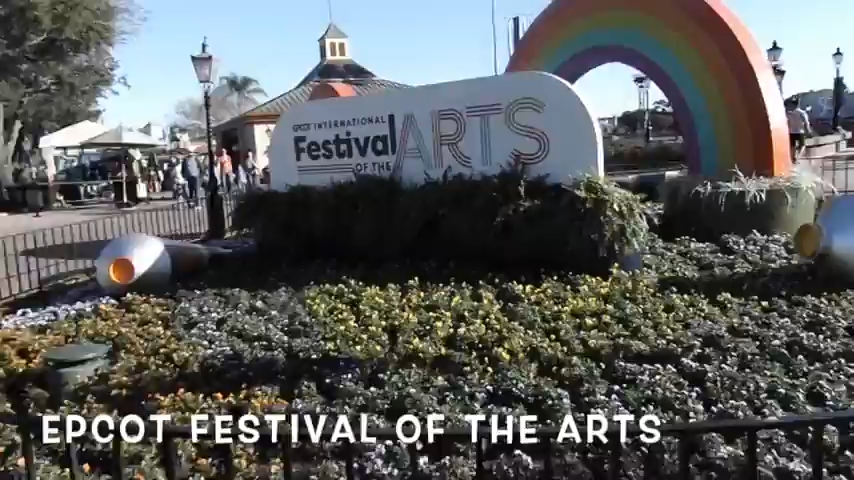 EPCOT INTERNATIONAL
Festival
OF THE
ARTS
EPCOT FESTIVAL OF THE ARTS